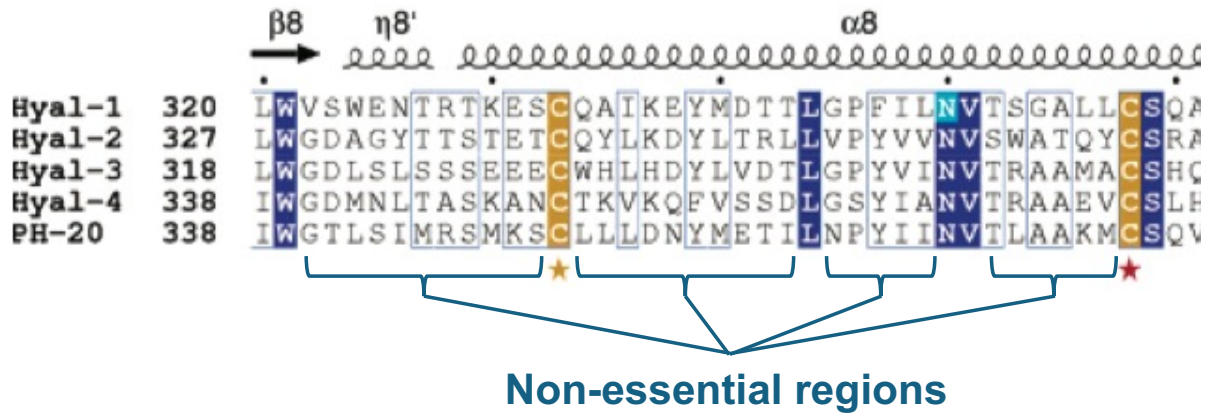 β8 η8' α8
Hyal-1 320 LWVSWENTRTKESCQAIKEYMDTTLGPFILNVTSGALLCSQA
Hyal-2 327 LWGDAGYTTSTETCQYLKDYLTRLLVPYVVNVSWATQYCSRA
Hyal-3 318 LWGDLSLSSSEEECWHLHDYLVDTLGPYVINVTRAAMACSHQ
Hyal-4 338 IWGDMNLTASKANCTKVKQFVSSDLGSYIANVTRAAEVCSLH
PH-20 338 IWGTLSIMRSMKSCLLLDNYMETILNPYIINVTLAAKMCSQV
Non-essential regions